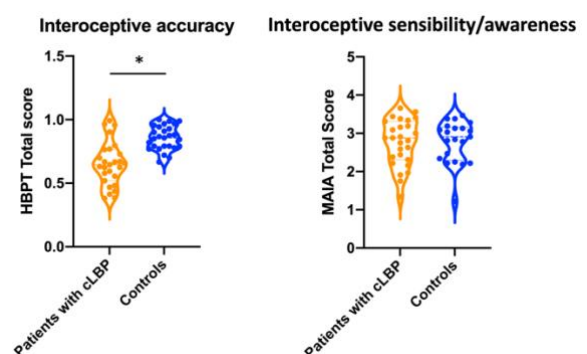 Interoceptive accuracy
*
1.5
1.0
0.5
0.0
HBPT Total score
Patients with cLBP
Controls
Interoceptive sensibility/awareness
5
4
3
2
1
0
MAIA Total Score
Patients with cLBP
Controls